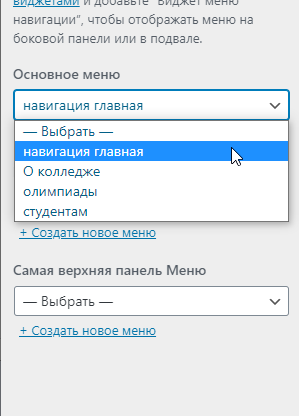 виджетами и добавьте "Виджет меню
навигации", чтобы отображать меню на
боковой панели или в подвале.
Основное меню
навигация главная
— Выбрать —
навигация главная
О колледже
олимпиады
студентам
+ Создать новое меню
Самая верхняя панель Меню
— Выбрать —
+ Создать новое меню